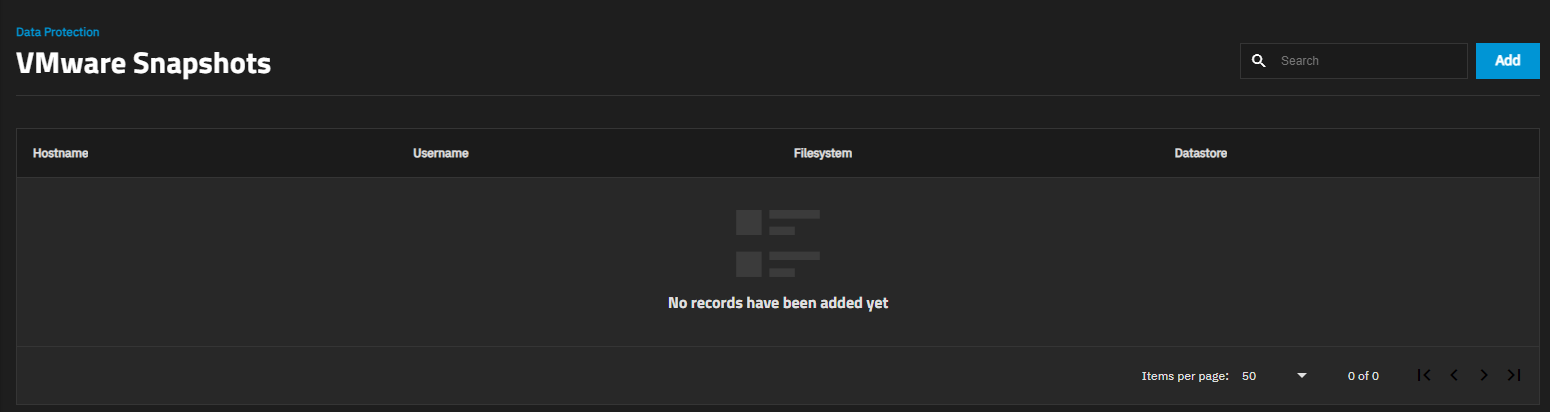 Data Protection
VMware Snapshots
Search
Add
Hostname Username Filesystem Datastore
No records have been added yet
Items per page: 50 0 of 0